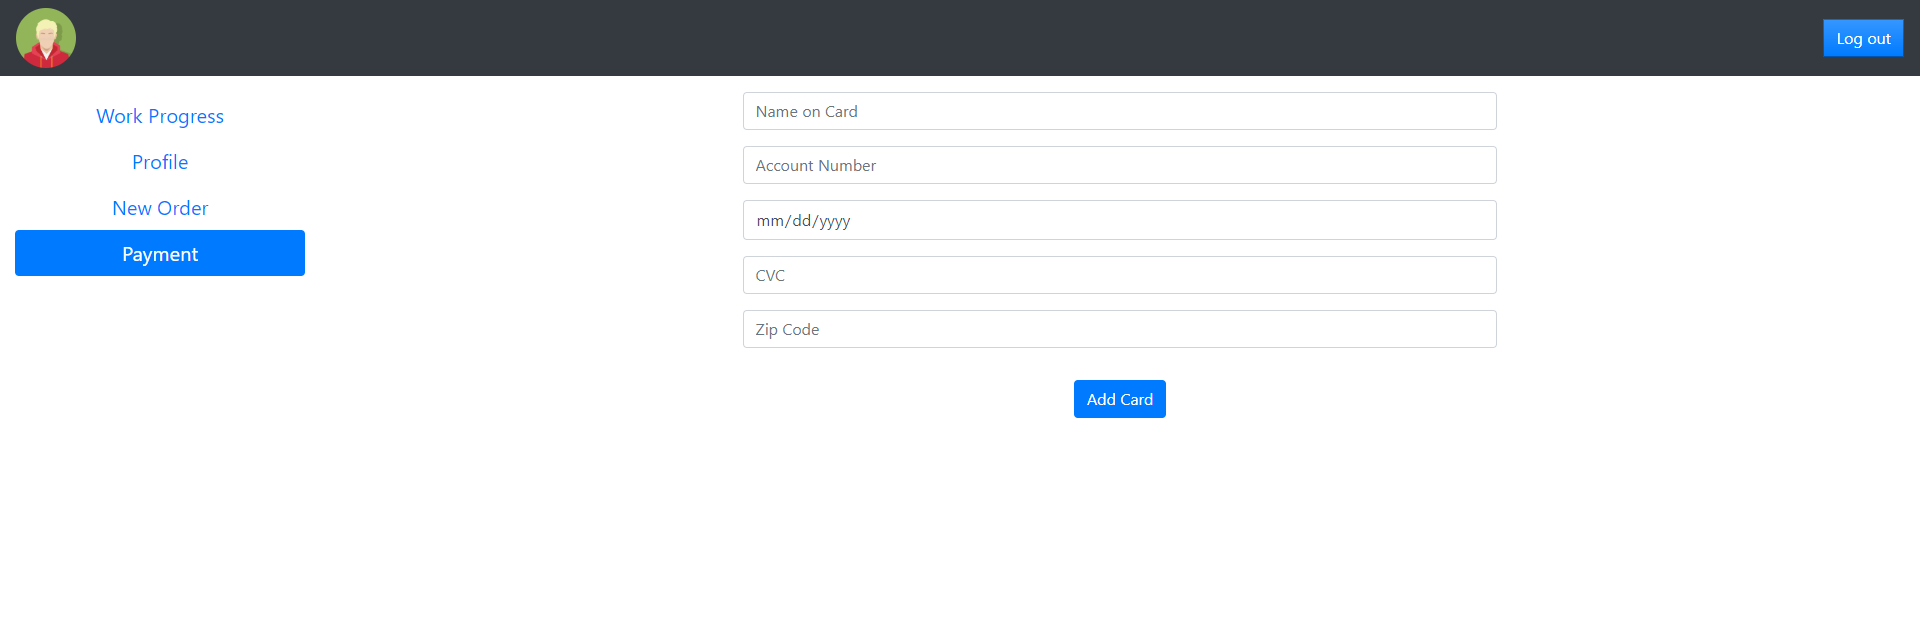 Log out
Work Progress
Profile
New Order
Payment
Name on Card
Account Number
mm/dd/yyyy
CVC
Zip Code
Add Card